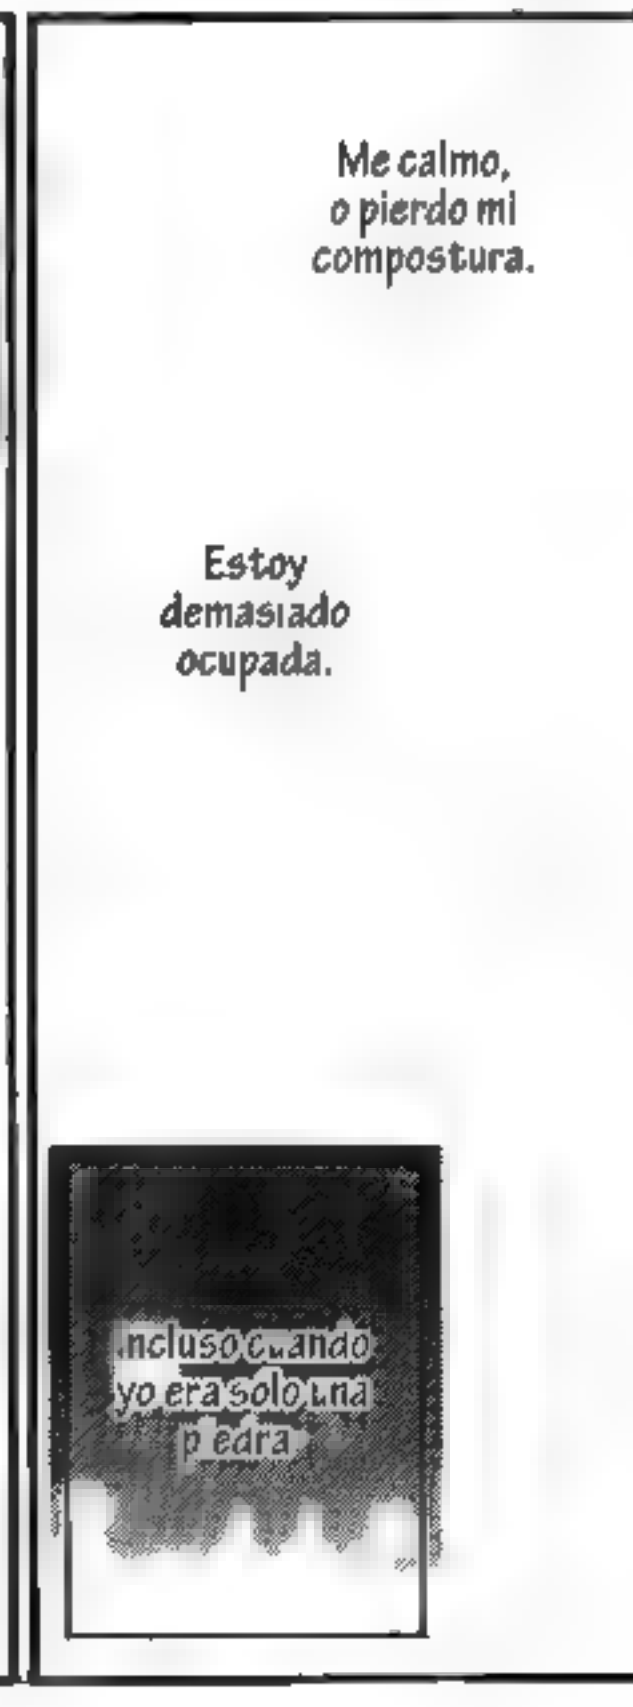 Me calmo,
o pierdo mi
compostura.
Estoy
demasiado
ocupada.
incluso cuando
yo era solo una
piedra